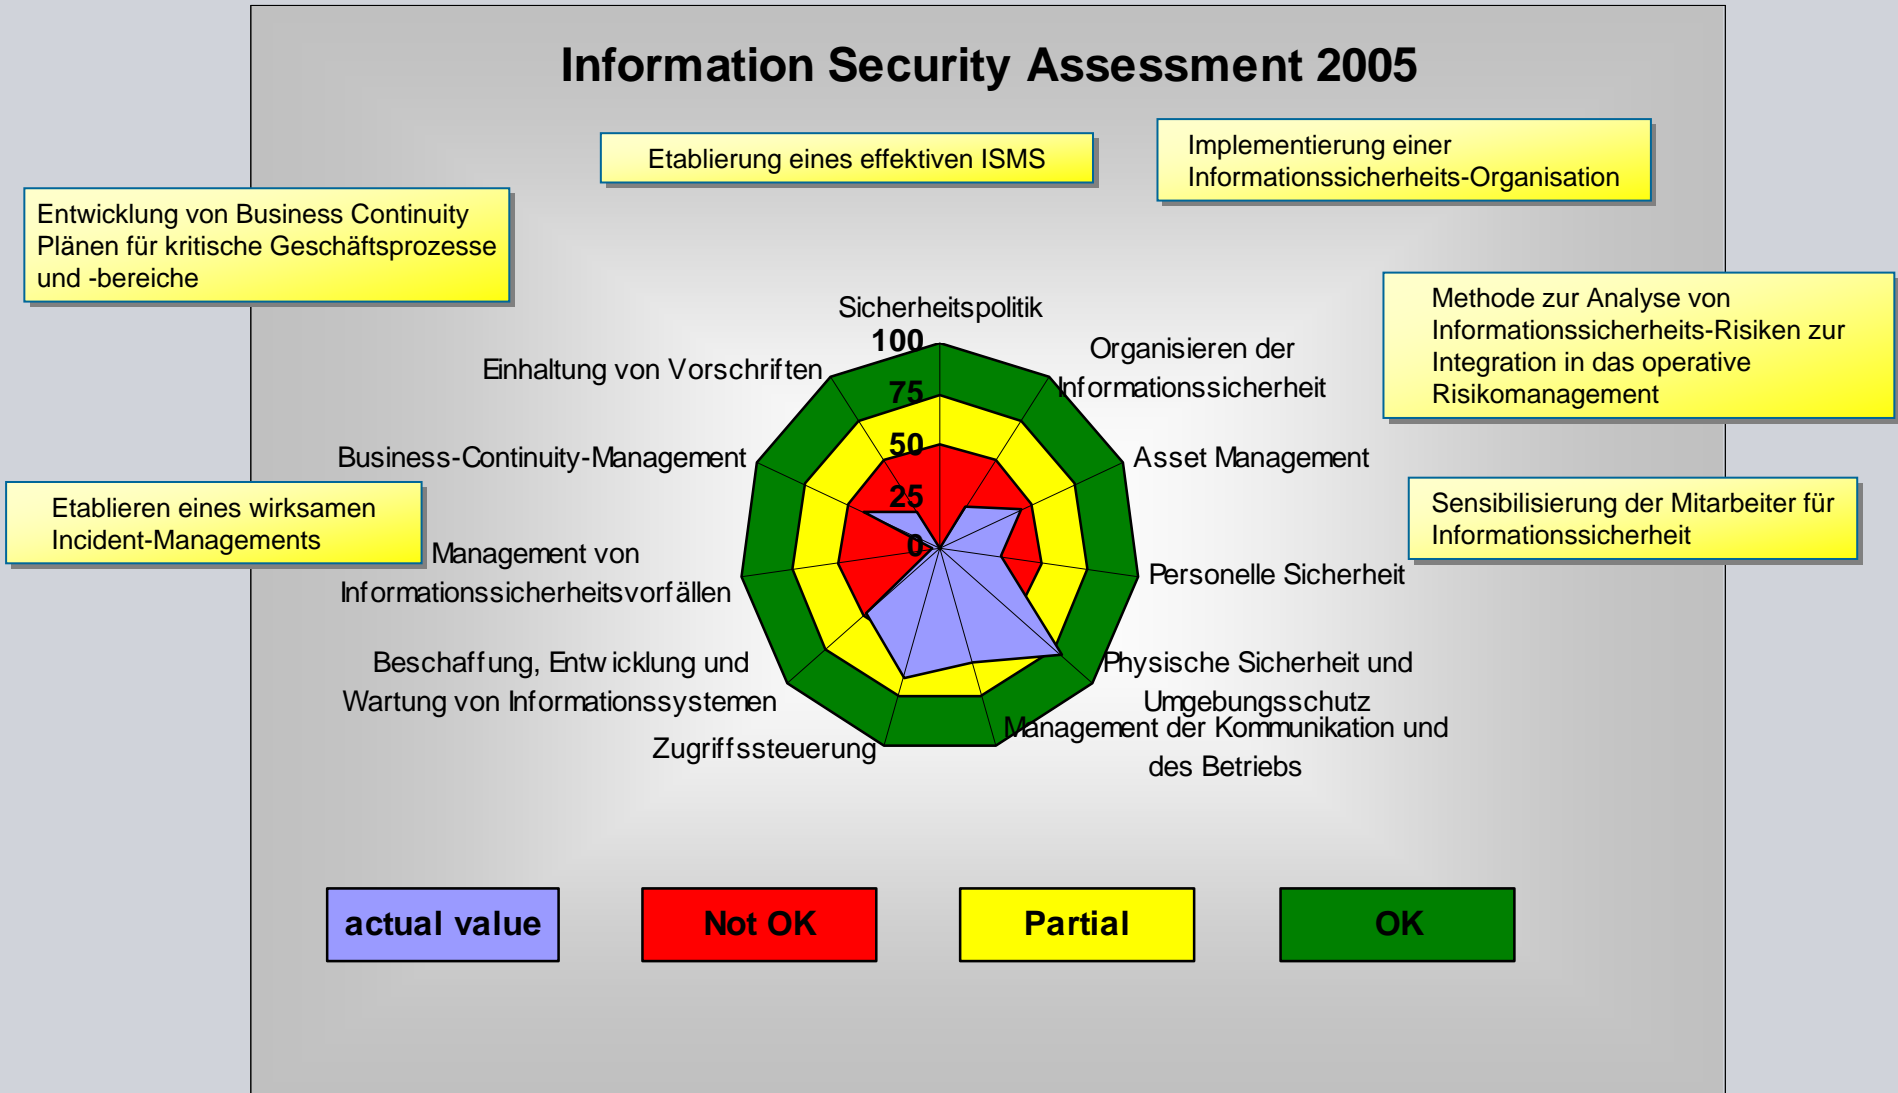 Information Security Assessment 2005
Etablierung eines effektiven ISMS
Implementierung einer
Informationssicherheits-Organisation
Entwicklung von Business Continuity
Plänen für kritische Geschäftsprozesse
und -bereiche
Methode zur Analyse von
Informationssicherheits-Risiken zur
Integration in das operative
Risikomanagement
Etablieren eines wirksamen
Incident-Managements
Sensibilisierung der Mitarbeiter für
Informationssicherheit
Sicherheitspolitik
Organisieren der
Informationssicherheit
Asset Management
Personelle Sicherheit
Physische Sicherheit und
Umgebungsschutz
Management der Kommunikation und
des Betriebs
Zugriffssteuerung
Beschaffung, Entwicklung und
Wartung von Informationssystemen
Management von
Informationssicherheitsvorfällen
Business-Continuity-Management
Einhaltung von Vorschriften
100
75
50
25
0
actual value
Not OK
Partial
OK